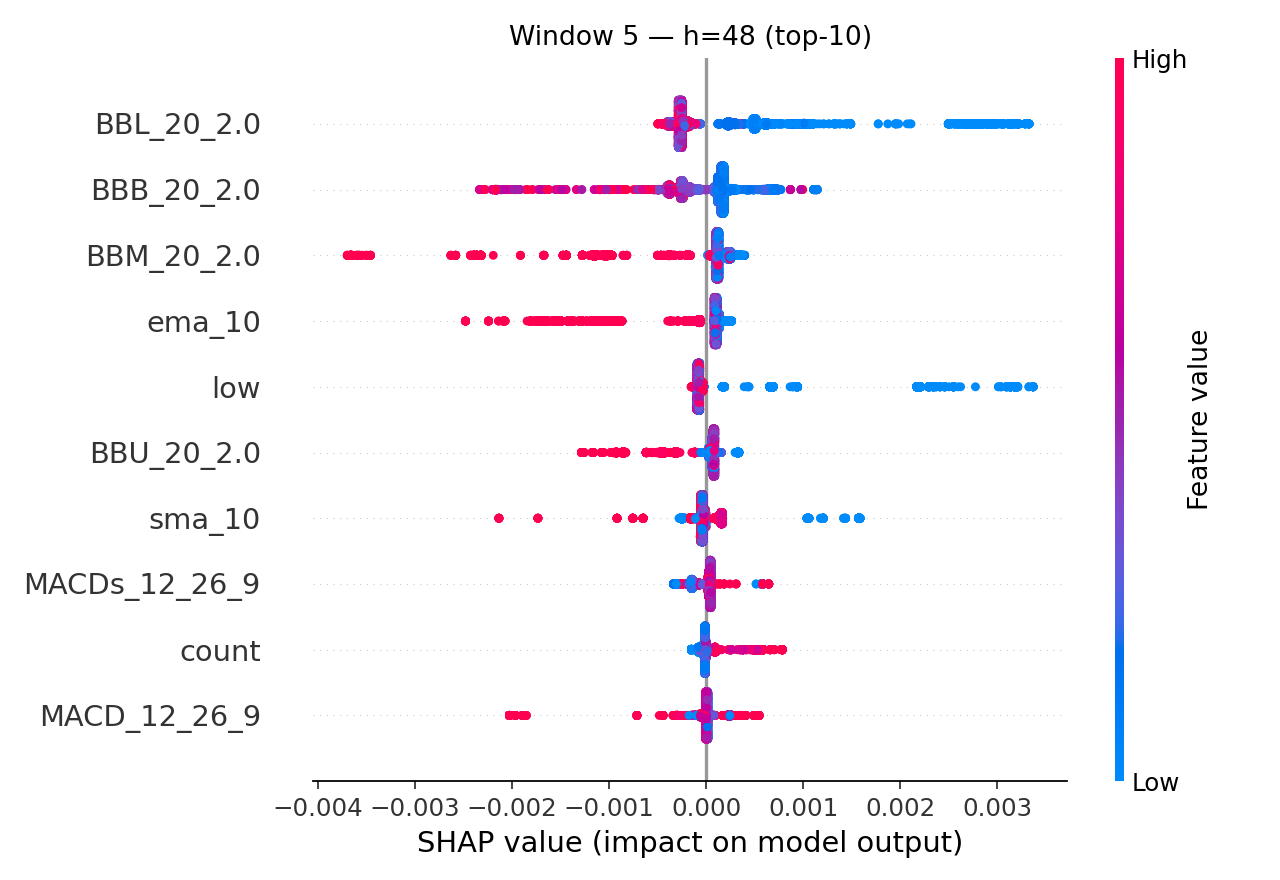 Window 5 — h=48 (top-10)
High
BBL_20_2.0
BBB_20_2.0
BBM_20_2.0
ema_10
low
BBU_20_2.0
sma_10
MACDs_12_26_9
count
MACD_12_26_9
Feature value
Low
−0.004 −0.003 −0.002 −0.001 0.000 0.001 0.002 0.003
SHAP value (impact on model output)